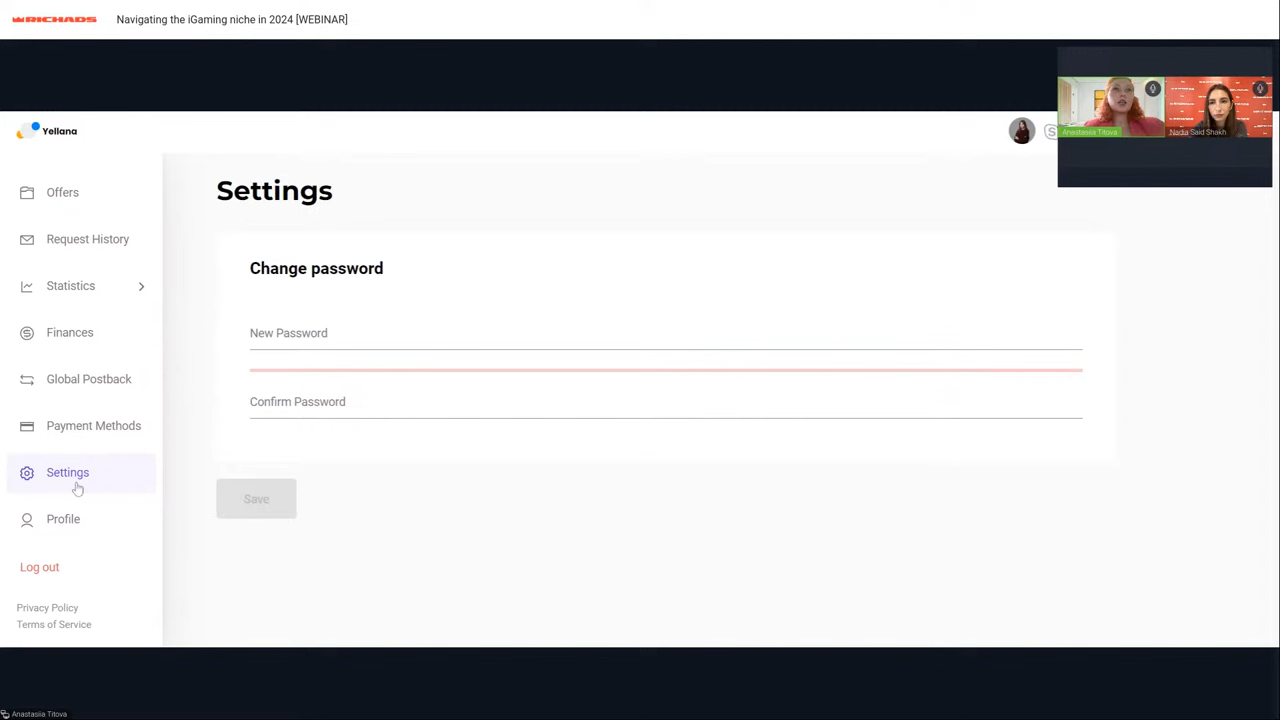 RICHADS
Navigating the iGaming niche in 2024 [WEBINAR]
Yellana
Anastasiia Titova
Nadia Said Shakh
Offers
Settings
Request History
Change password
Statistics
New Password
Finances
Global Postback
Confirm Password
Payment Methods
Settings
Save
Profile
Log out
Privacy Policy
Terms of Service
Anastasiia Titova